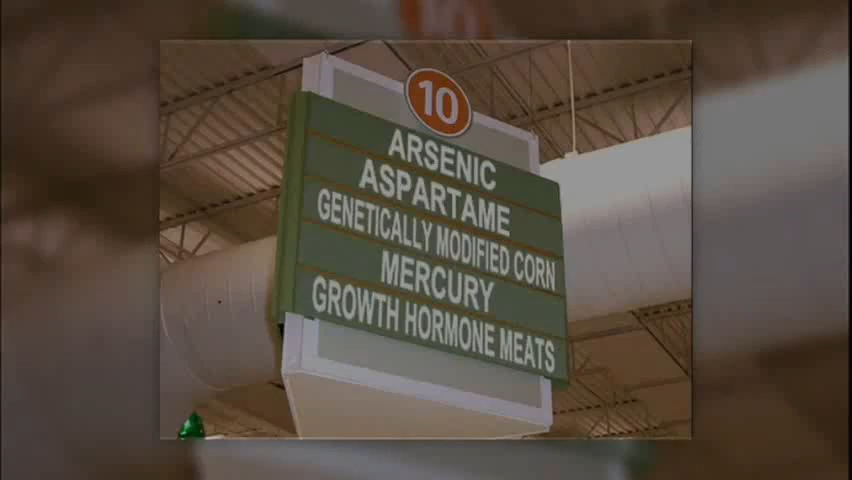 10
ARSENIC
ASPARTAME
GENETICALLY MODIFIED CORN
MERCURY
GROWTH HORMONE MEATS